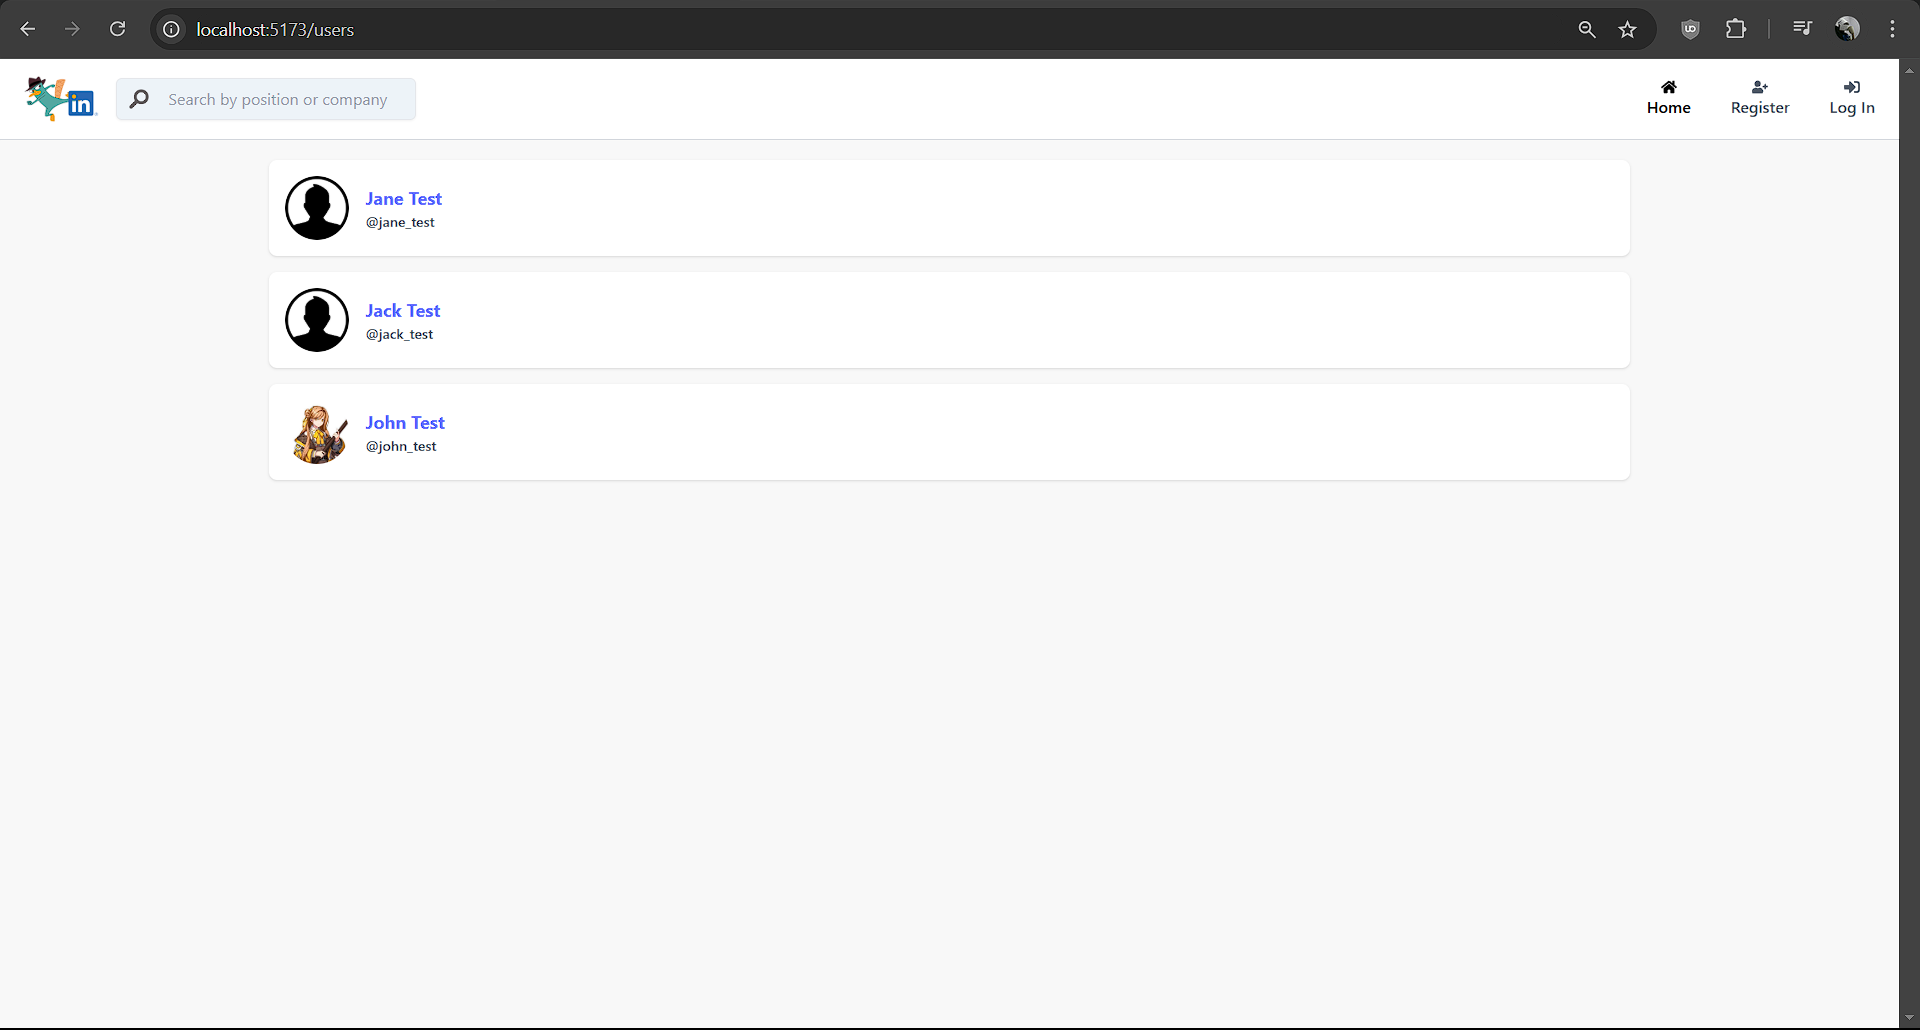 localhost:5173/users
in
Search by position or company
Home
Register
Log In
Jane Test
@jane_test
Jack Test
@jack_test
John Test
@john_test